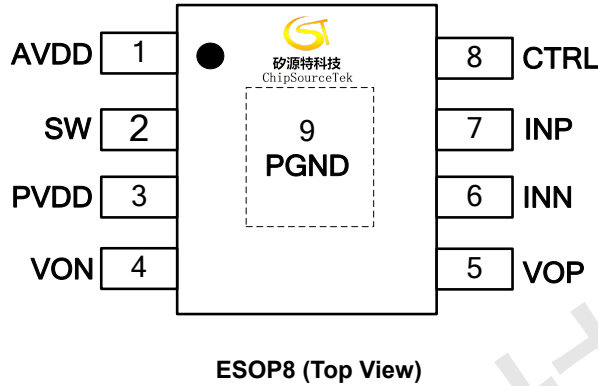 AVDD 1
SW 2
PVDD 3
VON 4
CST
矽源特科技
ChipSourceTek
9
PGND
8 CTRL
7 INP
6 INN
5 VOP
ESOP8 (Top View)